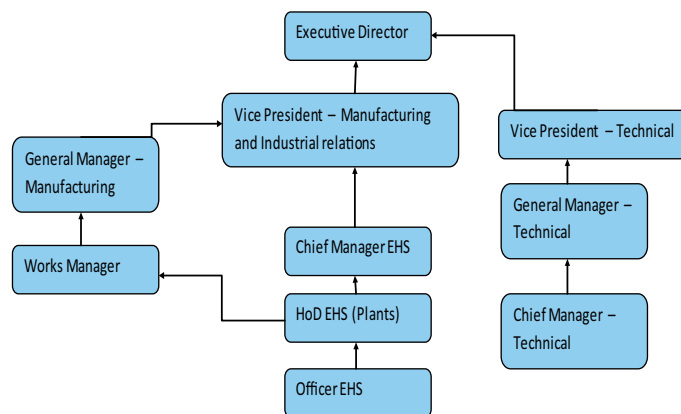 Executive Director
Vice President – Manufacturing
and Industrial relations
Vice President – Technical
General Manager –
Manufacturing
General Manager –
Technical
Chief Manager EHS
Works Manager
HoD EHS (Plants)
Chief Manager –
Technical
Officer EHS